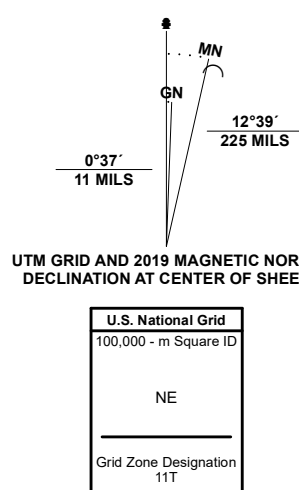 MN
GN
12°39´
225 MILS
0°37´
11 MILS
UTM GRID AND 2019 MAGNETIC NOR
DECLINATION AT CENTER OF SHEE
U.S. National Grid
100,000 - m Square ID
NE
Grid Zone Designation
11T